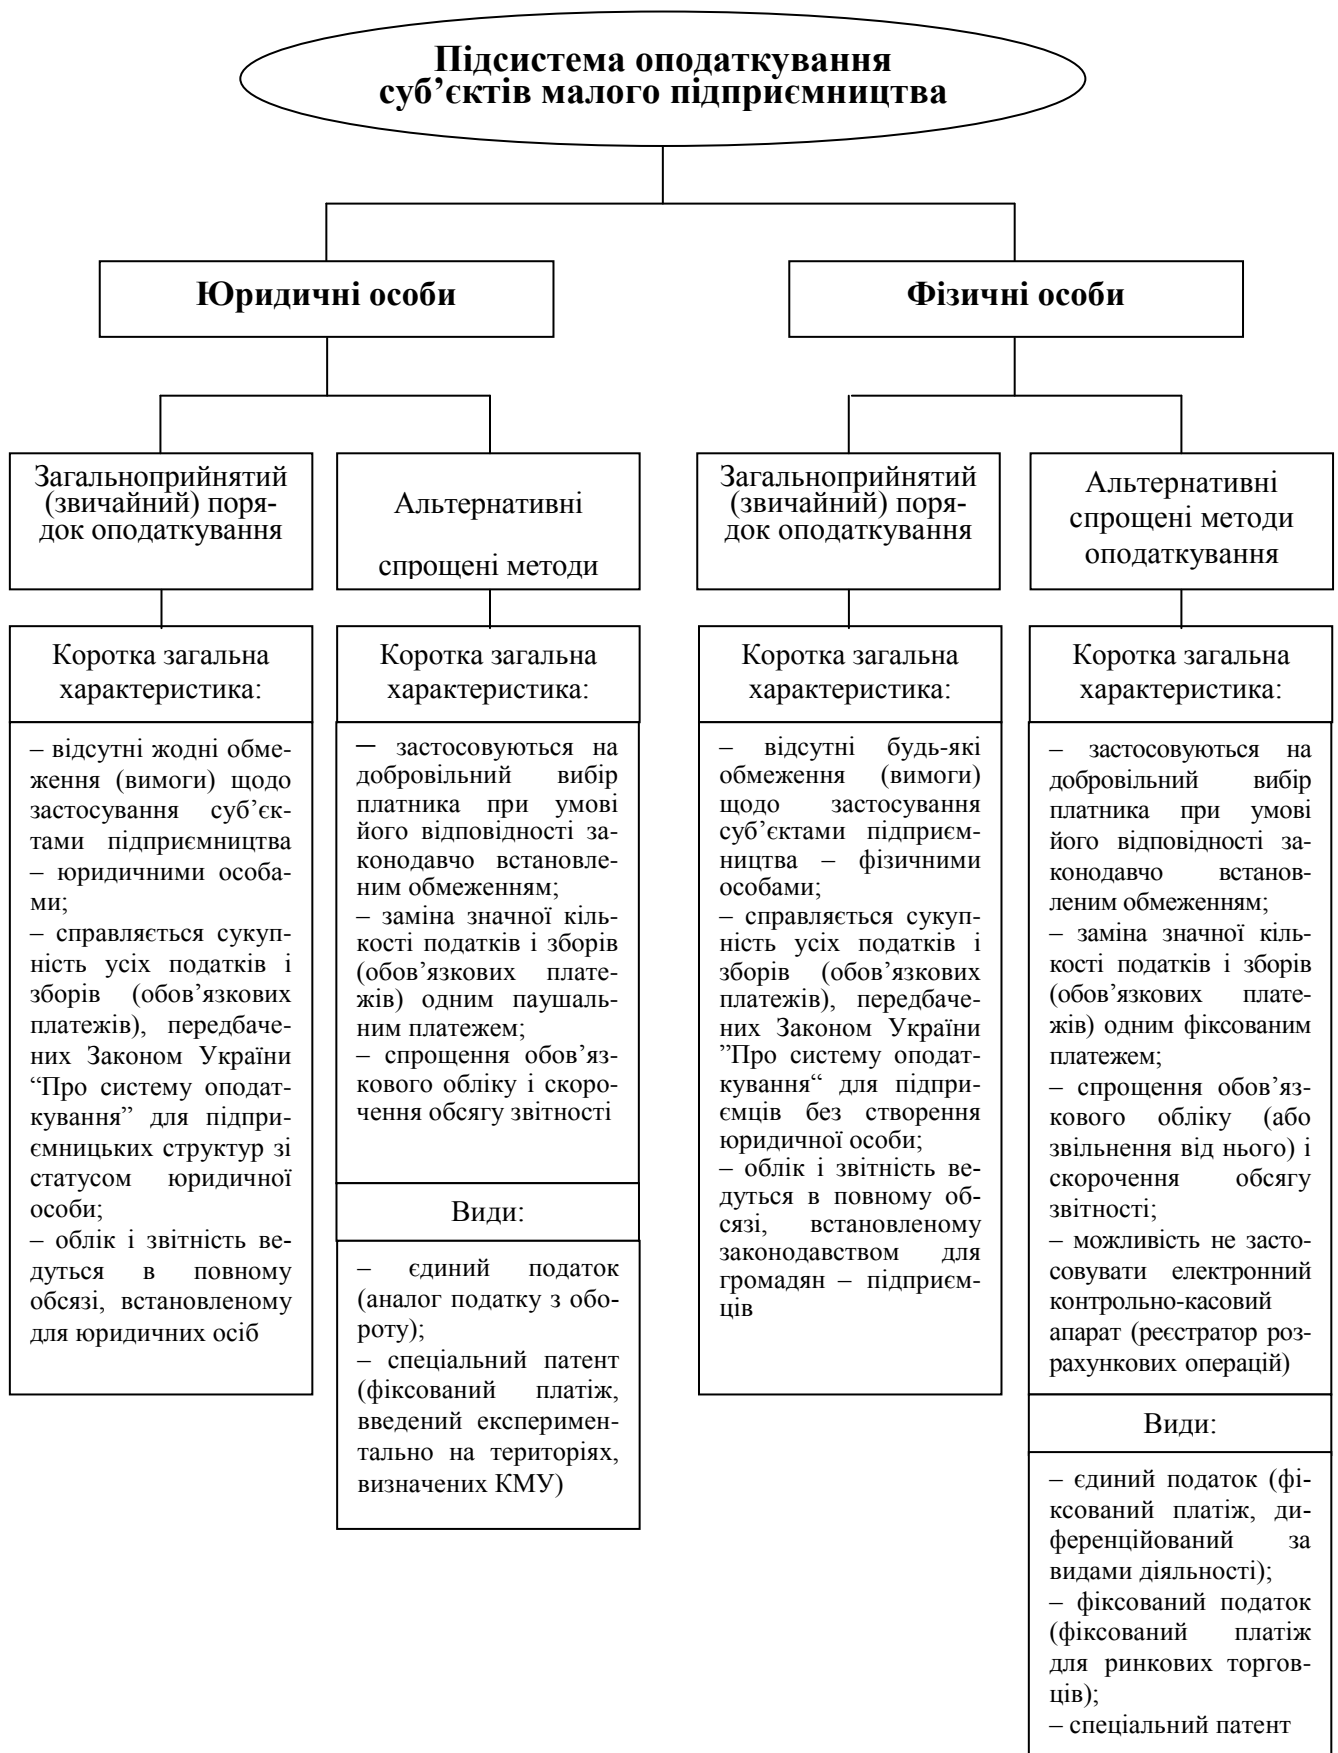 Підсистема оподаткування
суб’єктів малого підприємництва
Юридичні особи
Фізичні особи
Загальноприйнятий
(звичайний) поря-
док оподаткування
Альтернативні
спрощені методи
Загальноприйнятий
(звичайний) поря-
док оподаткування
Альтернативні
спрощені методи
оподаткування
Коротка загальна
характеристика:
– відсутні жодні обме-
ження (вимоги) щодо
застосування суб’єк-
тами підприємництва
– юридичними особа-
ми;
– справляється сукуп-
ність усіх податків і
зборів (обов’язкових
платежів), передбаче-
них Законом України
“Про систему оподат-
кування” для підпри-
ємницьких структур зі
статусом юридичної
особи;
– облік і звітність ве-
дуться в повному
обсязі, встановленому
для юридичних осіб
Коротка загальна
характеристика:
– застосовуються на
добровільний вибір
платника при умові
його відповідності за-
конодавчо встановле-
ним обмеженням;
– заміна значної кіль-
кості податків і зборів
(обов’язкових плате-
жів) одним паушаль-
ним платежем;
– спрощення обов’яз-
кового обліку і скоро-
чення обсягу звітності
Види:
– єдиний податок
(аналог податку з обо-
роту);
– спеціальний патент
(фіксований платіж,
введений експеримен-
тально на територіях,
визначених КМУ)
Коротка загальна
характеристика:
– відсутні будь-які
обмеження (вимоги)
щодо застосування
суб’єктами підприєм-
ництва – фізичними
особами;
– справляється сукуп-
ність усіх податків і
зборів (обов’язкових
платежів), передбаче-
них Законом України
”Про систему оподат-
кування“ для підпри-
ємців без створення
юридичної особи;
– облік і звітність ве-
дуться в повному об-
сязі, встановленому
законодавством для
громадян – підприєм-
ців
Коротка загальна
характеристика:
– застосовуються на
добровільний вибір
платника при умові
його відповідності за-
конодавчо встанов-
леним обмеженням;
– заміна значної кіль-
кості податків і зборів
(обов’язкових плате-
жів) одним фіксованим
платежем;
– спрощення обов’яз-
кового обліку (або
звільнення від нього) і
скорочення обсягу
звітності;
– можливість не засто-
совувати електронний
контрольно-касовий
апарат (реєстратор роз-
рахункових операцій)
Види:
– єдиний податок (фі-
ксований платіж, ди-
ференційований за
видами діяльності);
– фіксований податок
(фіксований платіж
для ринкових торгов-
ців);
– спеціальний патент